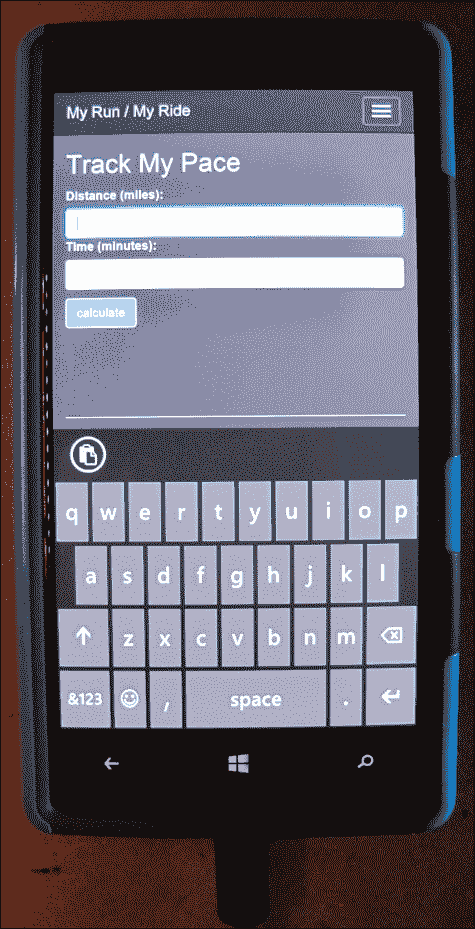 My Run / My Ride
Track My Pace
Distance (miles):
Time (minutes):
calculate
q w e r t y u i o p
a s d f g h j k l
z x c v b n m
&123 , space .